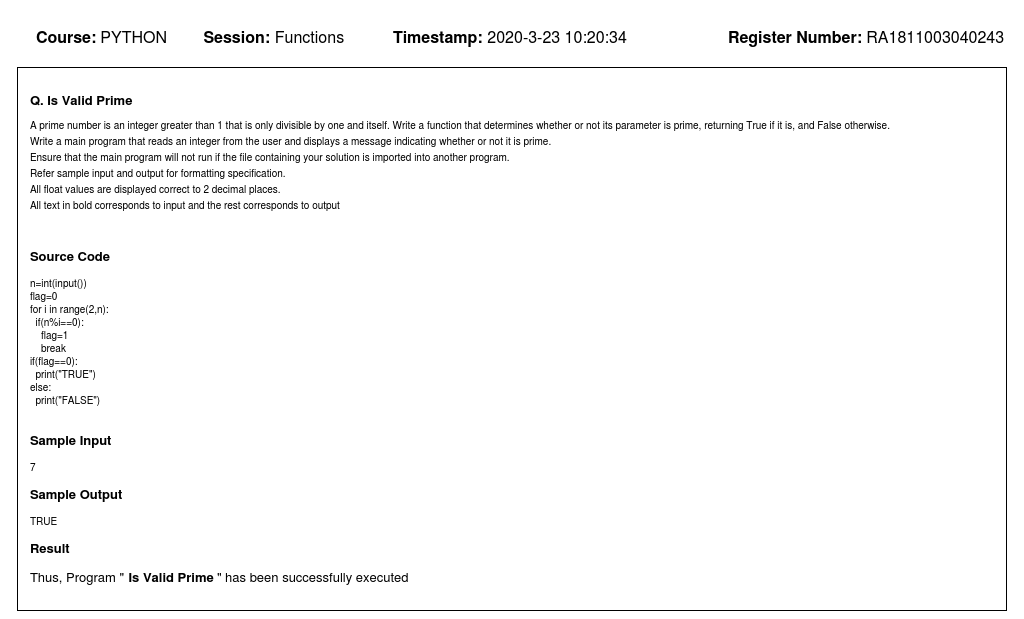 Course: PYTHON Session: Functions Timestamp: 2020-3-23 10:20:34 Register Number: RA1811003040243
Q. Is Valid Prime
A prime number is an integer greater than 1 that is only divisible by one and itself. Write a function that determines whether or not its parameter is prime, returning True if it is, and False otherwise.
Write a main program that reads an integer from the user and displays a message indicating whether or not it is prime.
Ensure that the main program will not run if the file containing your solution is imported into another program.
Refer sample input and output for formatting specification.
All float values are displayed correct to 2 decimal places.
All text in bold corresponds to input and the rest corresponds to output
Source Code
n=int(input())
flag=0
for i in range(2,n):
  if(n%i==0):
    flag=1
    break
if(flag==0):
  print("TRUE")
else:
  print("FALSE")
Sample Input
7
Sample Output
TRUE
Result
Thus, Program " Is Valid Prime " has been successfully executed